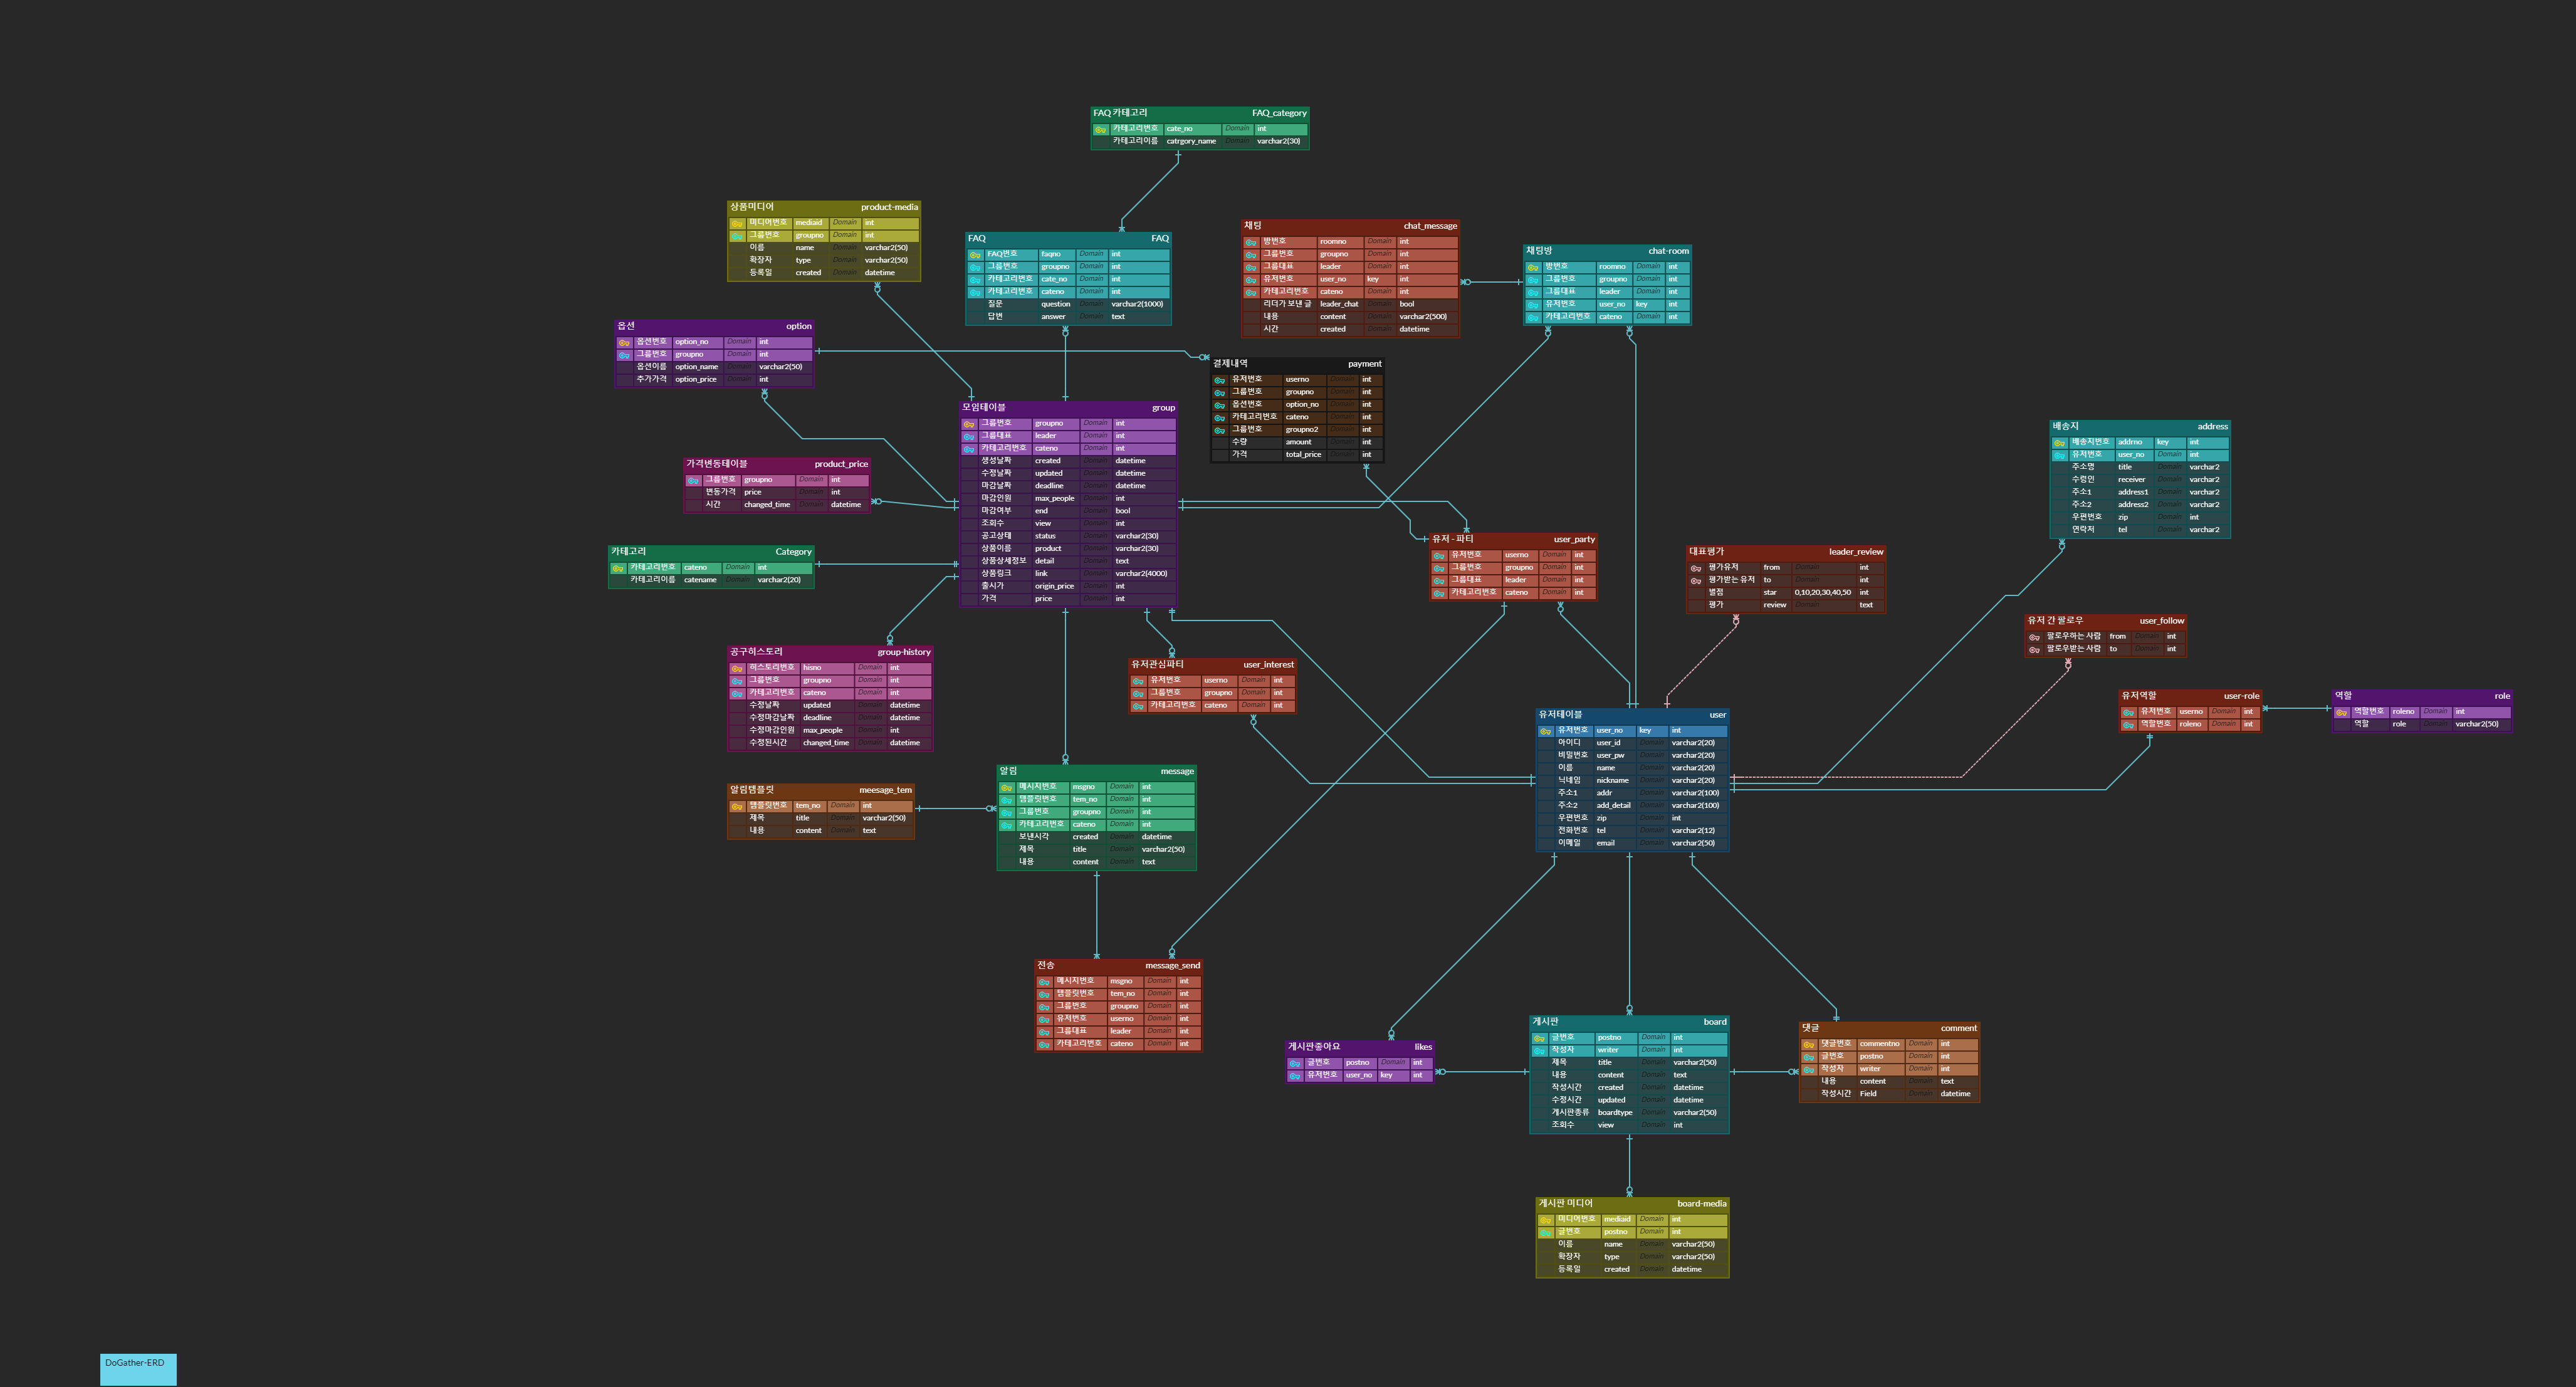 FAQ 카테고리 FAQ_category
카테고리번호 cate_no Domain int
카테고리이름 catrgory_name Domain varchar2(30)
상품미디어 product-media
미디어번호 mediaid Domain int
그룹번호 groupno Domain int
이름 name Domain varchar2(50)
확장자 type Domain varchar2(50)
등록일 created Domain datetime
FAQ FAQ
FAQ번호 faqno Domain int
그룹번호 groupno Domain int
카테고리번호 cate_no Domain int
카테고리번호 cateno Domain int
질문 question Domain varchar2(1000)
답변 answer Domain text
채팅 chat_message
방번호 roomno Domain int
그룹번호 groupno Domain int
그룹대표 leader Domain int
유저번호 user_no key int
카테고리번호 cateno Domain int
리더가 보낸 글 leader_chat Domain bool
내용 content Domain varchar2(500)
시간 created Domain datetime
채팅방 chat-room
방번호 roomno Domain int
그룹번호 groupno Domain int
그룹대표 leader Domain int
유저번호 user_no key int
카테고리번호 cateno Domain int
옵션 option
옵션번호 option_no Domain int
그룹번호 groupno Domain int
옵션이름 option_name Domain varchar2(50)
추가가격 option_price Domain int
결제내역 payment
유저번호 userno Domain int
그룹번호 groupno Domain int
옵션번호 option_no Domain int
카테고리번호 cateno Domain int
그룹번호 groupno2 Domain int
수량 amount Domain int
가격 total_price Domain int
모임테이블 group
그룹번호 groupno Domain int
그룹대표 leader Domain int
카테고리번호 cateno Domain int
생성날짜 created Domain datetime
수정날짜 updated Domain datetime
마감날짜 deadline Domain datetime
마감인원 max_people Domain int
마감여부 end Domain bool
조회수 view Domain int
공고상태 status Domain varchar2(30)
상품이름 product Domain varchar2(30)
상품상세정보 detail Domain text
상품링크 link Domain varchar2(4000)
출시가 origin_price Domain int
가격 price Domain int
배송지 address
배송지번호 addrno key int
유저번호 user_no Domain int
주소명 title Domain varchar2
수령인 receiver Domain varchar2
주소1 address1 Domain varchar2
주소2 address2 Domain varchar2
우편번호 zip Domain int
연락처 tel Domain varchar2
가격변동테이블 product_price
그룹번호 groupno Domain int
변동가격 price Domain int
시간 changed_time Domain datetime
유저 - 파티 user_party
유저번호 userno Domain int
그룹번호 groupno Domain int
그룹대표 leader Domain int
카테고리번호 cateno Domain int
카테고리 Category
카테고리번호 cateno Domain int
카테고리이름 catename Domain varchar2(20)
대표평가 leader_review
평가유저 from Domain int
평가받는 유저 to Domain int
별점 star 0,10,20,30,40,50 int
평가 review Domain text
유저 간 팔로우 user_follow
팔로우하는 사람 from Domain int
팔로우받는 사람 to Domain int
공구히스토리 group-history
히스토리번호 hisno Domain int
그룹번호 groupno Domain int
카테고리번호 cateno Domain int
수정날짜 updated Domain datetime
수정마감날짜 deadline Domain datetime
수정마감인원 max_people Domain int
수정된시간 changed_time Domain datetime
유저관심파티 user_interest
유저번호 userno Domain int
그룹번호 groupno Domain int
카테고리번호 cateno Domain int
유저역할 user-role
유저번호 userno Domain int
역할번호 roleno Domain int
역할 role
역할번호 roleno Domain int
역할 role Domain varchar2(50)
유저테이블 user
유저번호 user_no key int
아이디 user_id Domain varchar2(20)
비밀번호 user_pw Domain varchar2(20)
이름 name Domain varchar2(20)
닉네임 nickname Domain varchar2(20)
주소1 addr Domain varchar2(100)
주소2 add_detail Domain varchar2(100)
우편번호 zip Domain int
전화번호 tel Domain varchar2(12)
이메일 email Domain varchar2(50)
알림 message
메시지번호 msgno Domain int
템플릿번호 tem_no Domain int
그룹번호 groupno Domain int
카테고리번호 cateno Domain int
보낸시각 created Domain datetime
제목 title Domain varchar2(50)
내용 content Domain text
알림템플릿 meesage_tem
템플릿번호 tem_no Domain int
제목 title Domain varchar2(50)
내용 content Domain text
전송 message_send
메시지번호 msgno Domain int
템플릿번호 tem_no Domain int
그룹번호 groupno Domain int
유저번호 userno Domain int
그룹대표 leader Domain int
카테고리번호 cateno Domain int
게시판좋아요 likes
글번호 postno Domain int
유저번호 user_no key int
게시판 board
글번호 postno Domain int
작성자 writer Domain int
제목 title Domain varchar2(50)
내용 content Domain text
작성시간 created Domain datetime
수정시간 updated Domain datetime
게시판종류 boardtype Domain varchar2(50)
조회수 view Domain int
댓글 comment
댓글번호 commentno Domain int
글번호 postno Domain int
작성자 writer Domain int
내용 content Domain text
작성시간 Field Domain datetime
게시판 미디어 board-media
미디어번호 mediaid Domain int
글번호 postno Domain int
이름 name Domain varchar2(50)
확장자 type Domain varchar2(50)
등록일 created Domain datetime
DoGather-ERD